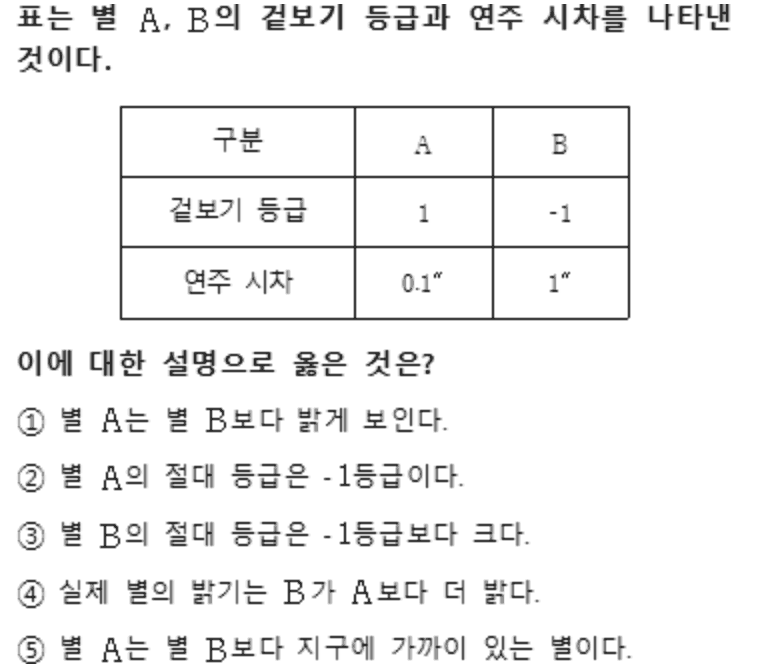 표는 별 A, B의 겉보기 등급과 연주 시차를 나타낸
것이다.
구분 A B
겉보기 등급 1 -1
연주 시차 0.1″ 1″
이에 대한 설명으로 옳은 것은?
① 별 A는 별 B보다 밝게 보인다.
② 별 A의 절대 등급은 -1등급이다.
③ 별 B의 절대 등급은 -1등급보다 크다.
④ 실제 별의 밝기는 B가 A보다 더 밝다.
⑤ 별 A는 별 B보다 지구에 가까이 있는 별이다.